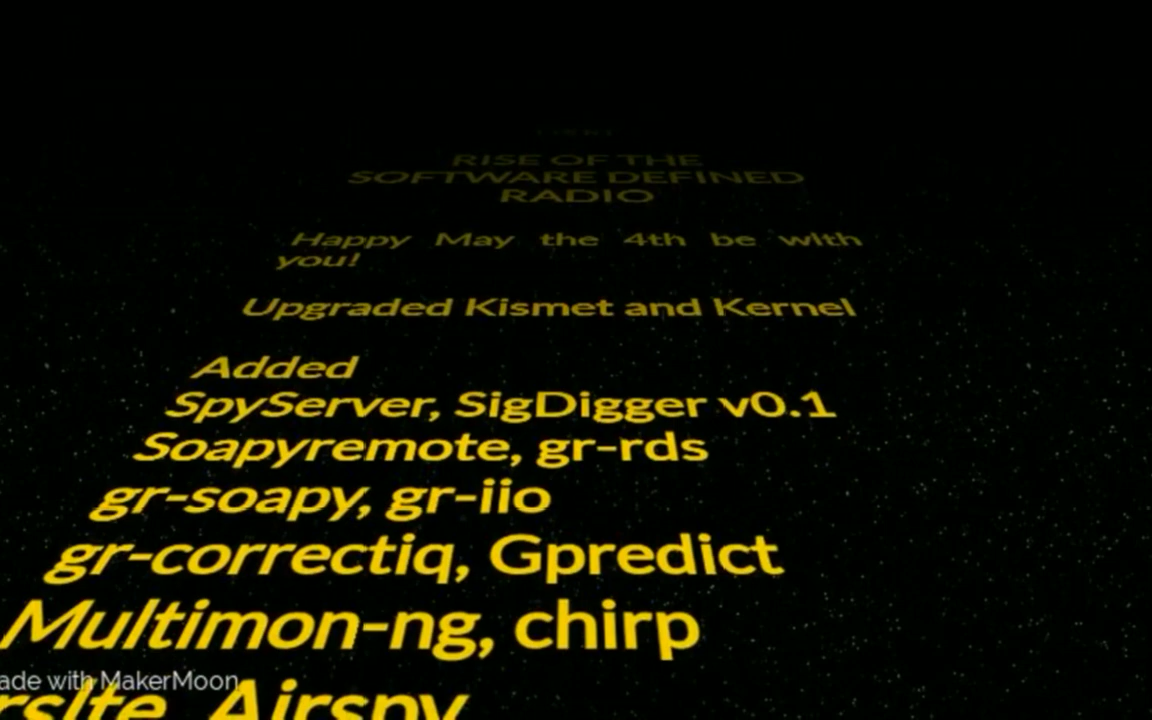 RISE OF THE
SOFTWARE DEFINED
RADIO
Happy May the 4th be with
you!
Upgraded Kismet and Kernel
Added
SpyServer, SigDigger v0.1
Soapyremote, gr-rds
gr-soapy, gr-iio
gr-correctiq, Gpredict
Multimon-ng, chirp
ade with MakerMoon
Airspy